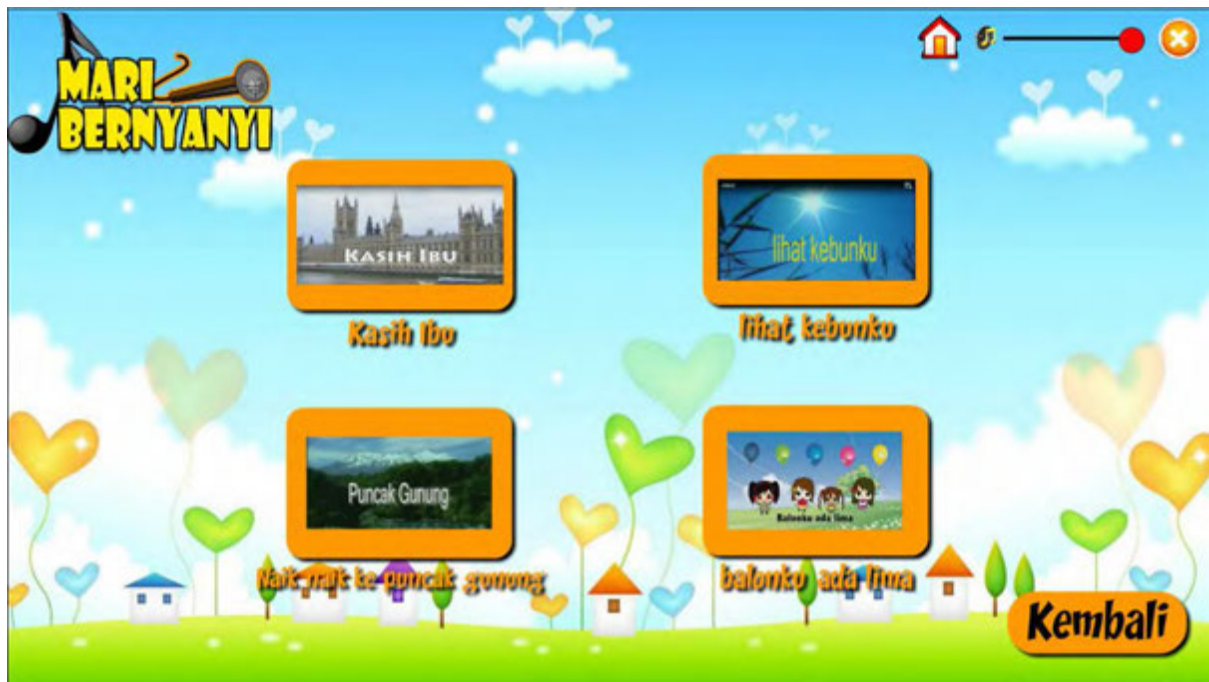 MARI
BERNYANYI
KASIH IBU
Kasih Ibu
lihat kebunku
lihat kebunku
Puncak Gunung
Naik naik ke puncak gunung
Balonku ada lima
balonku ada lima
Kembali